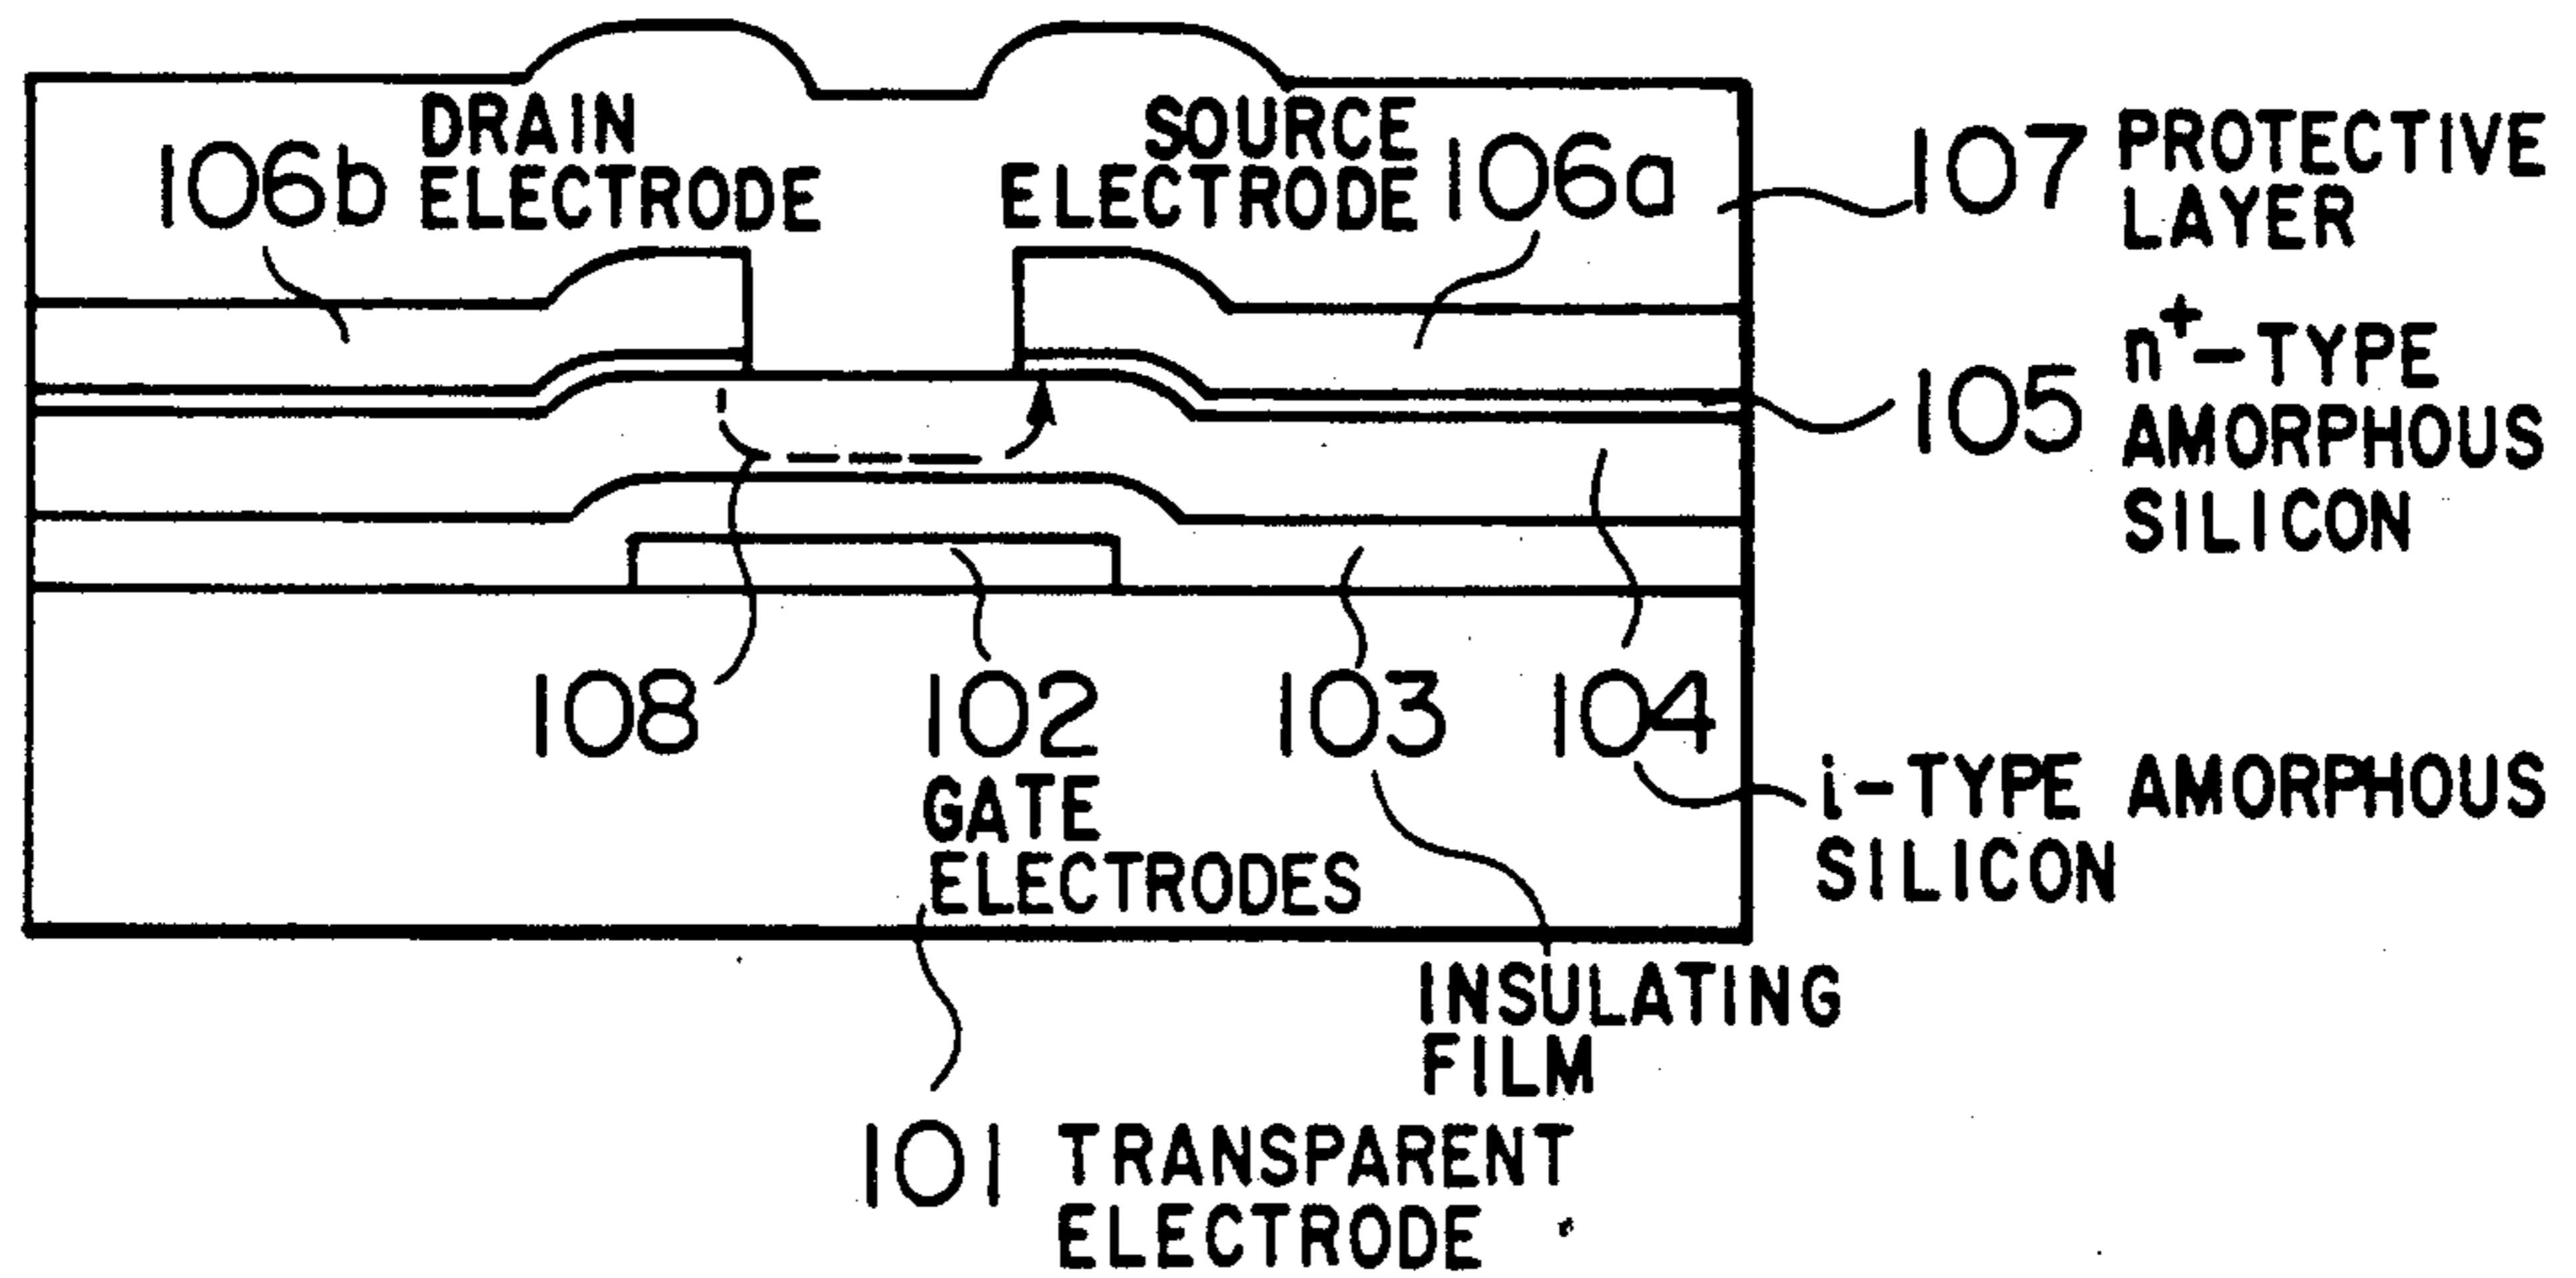 DRAIN
106b ELECTRODE
SOURCE
ELECTRODE 106a
107 PROTECTIVE
LAYER
105 n+-TYPE
AMORPHOUS
SILICON
108
102
GATE
ELECTRODES
103
104
i-TYPE AMORPHOUS
SILICON
INSULATING
FILM
101 TRANSPARENT
ELECTRODE